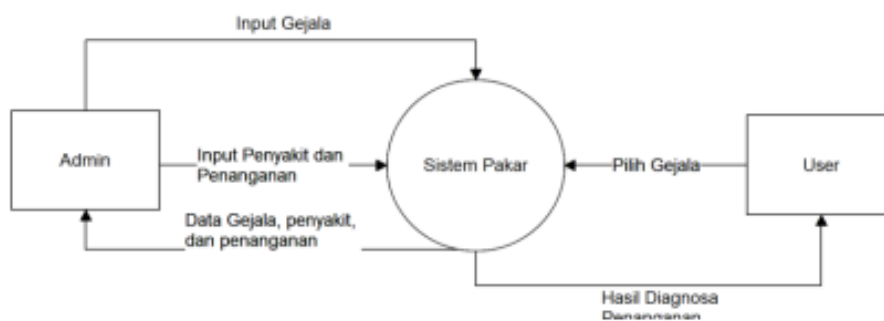 Input Gejala
Admin
Input Penyakit dan
Penanganan
Sistem Pakar
Pilih Gejala
User
Data Gejala, penyakit,
dan penanganan
Hasil Diagnosa
Penanganan